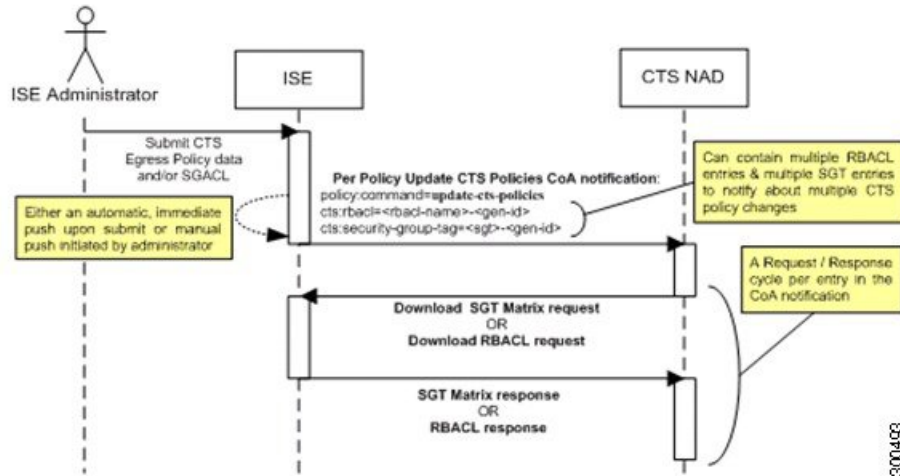 ISE Administrator
ISE
CTS NAD
Submit CTS
Egress Policy data
and/or SGACL
Per Policy Update CTS Policies CoA notification:
policy:command=update-cts-policies
cts:rbacl=<rbacl-name>-<gen-id>
cts:security-group-tag=<sgt>-<gen-id>
Can contain multiple RBACL
entries & multiple SGT entries
to notify about multiple CTS
policy changes
Either an automatic, immediate
push upon submit or manual
push initiated by administrator
A Request / Response
cycle per entry in the
CoA notification
Download SGT Matrix request
OR
Download RBACL request
SGT Matrix response
OR
RBACL response
300493